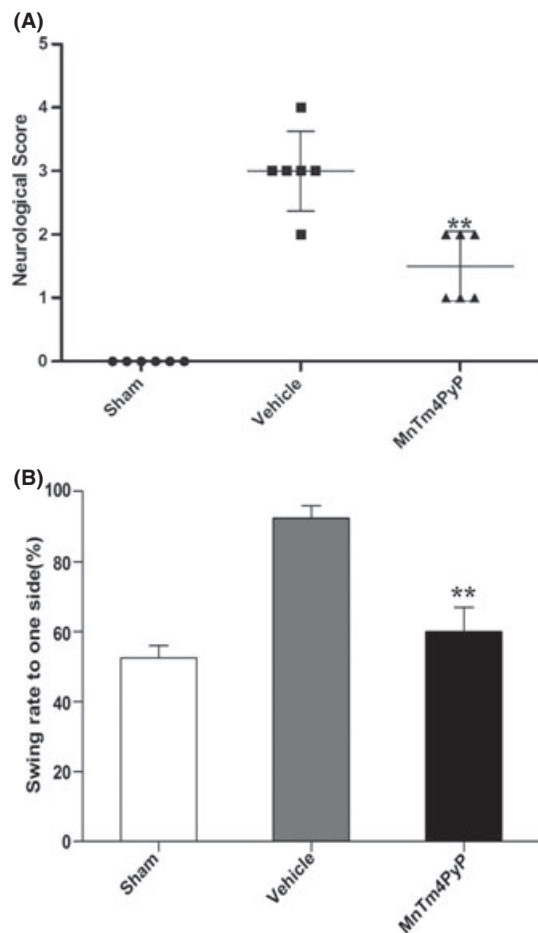 (A)
5
4
3
2
1
0
Neurological Score
**
Sham
Vehicle
MnTm4PyP
(B)
100
80
60
40
20
0
Swing rate to one side(%)
**
Sham
Vehicle
MnTm4PyP